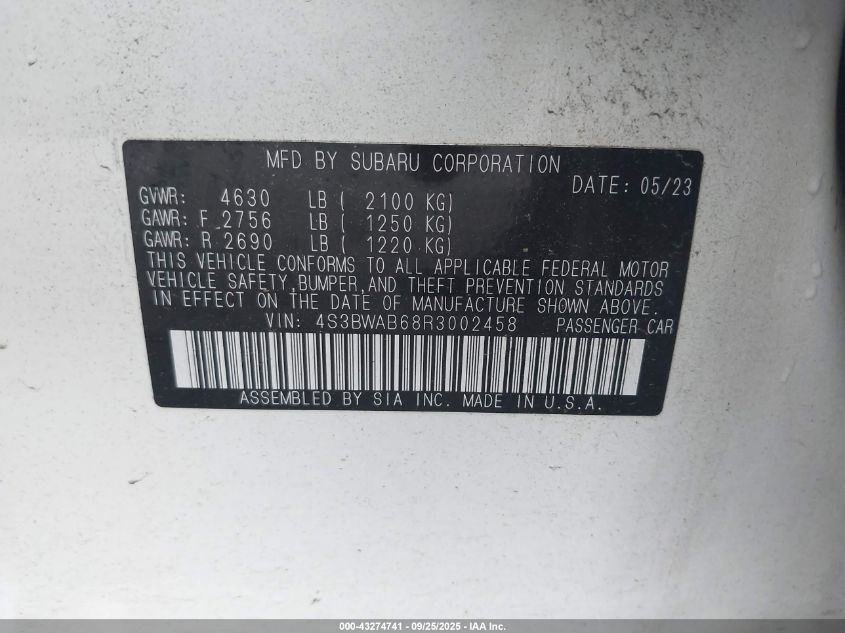 MFD BY SUBARU CORPORATION
DATE: 05/23
GVWR: 4630 LB ( 2100 KG)
GAWR: F 2756 LB ( 1250 KG)
GAWR: R 2690 LB ( 1220 KG)
THIS VEHICLE CONFORMS TO ALL APPLICABLE FEDERAL MOTOR
VEHICLE SAFETY,BUMPER,AND THEFT PREVENTION STANDARDS
IN EFFECT ON THE DATE OF MANUFACTURE SHOWN ABOVE.
VIN: 4S3BWAB68R3002458 PASSENGER CAR
ASSEMBLED BY SIA INC. MADE IN U.S.A.
000-43274741 - 09/25/2025 - IAA Inc.